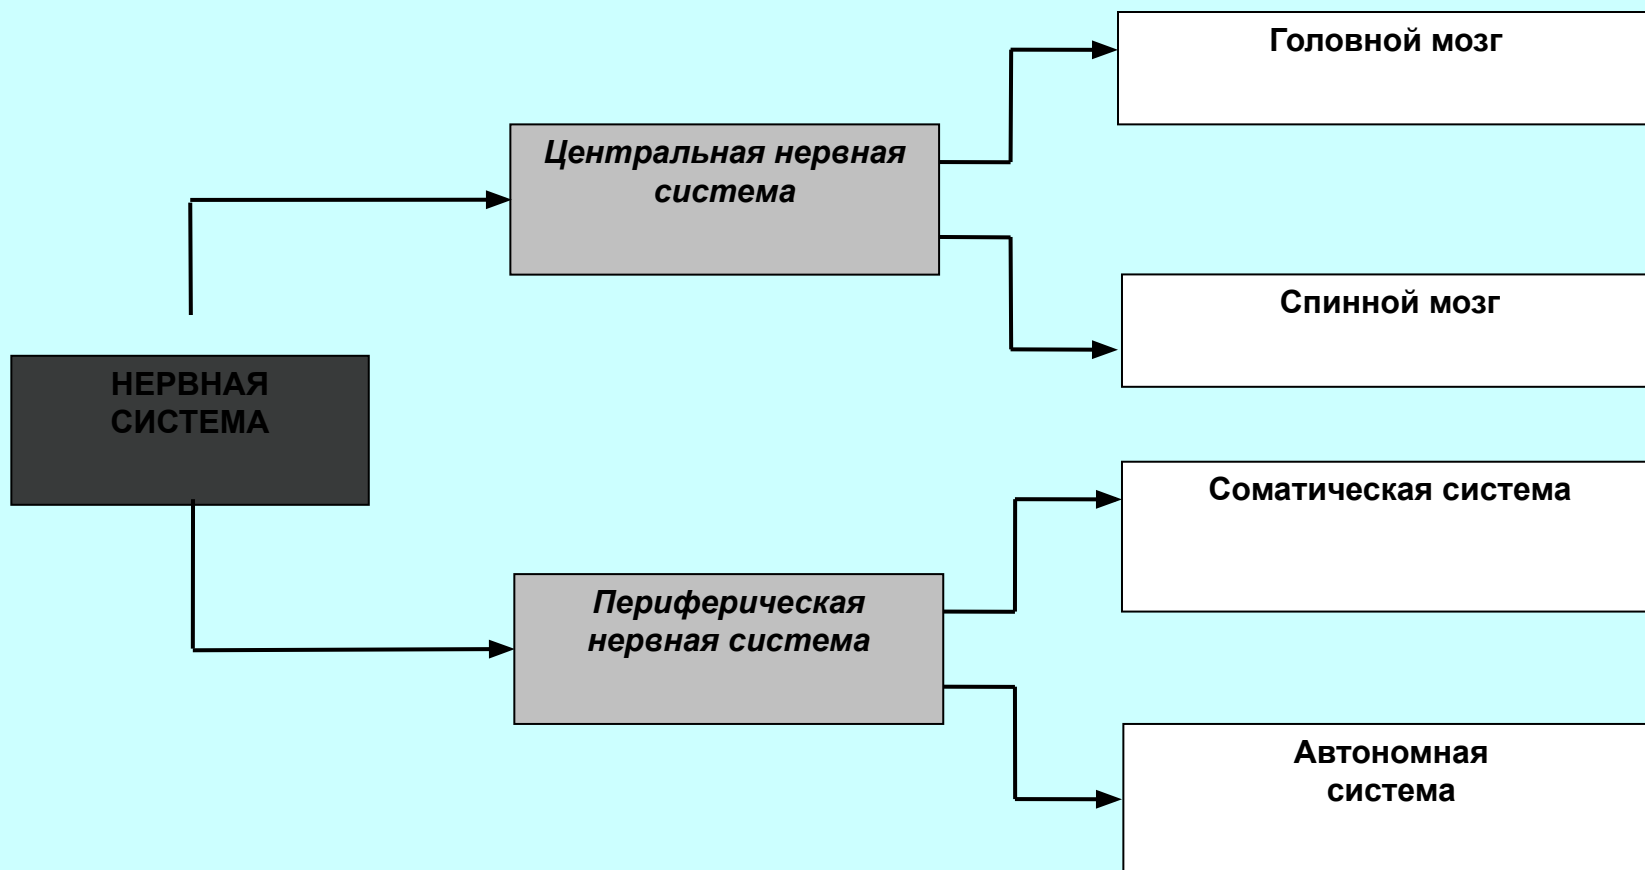 Головной мозг
Центральная нервная
система
Спинной мозг
НЕРВНАЯ
СИСТЕМА
Соматическая система
Периферическая
нервная система
Автономная
система